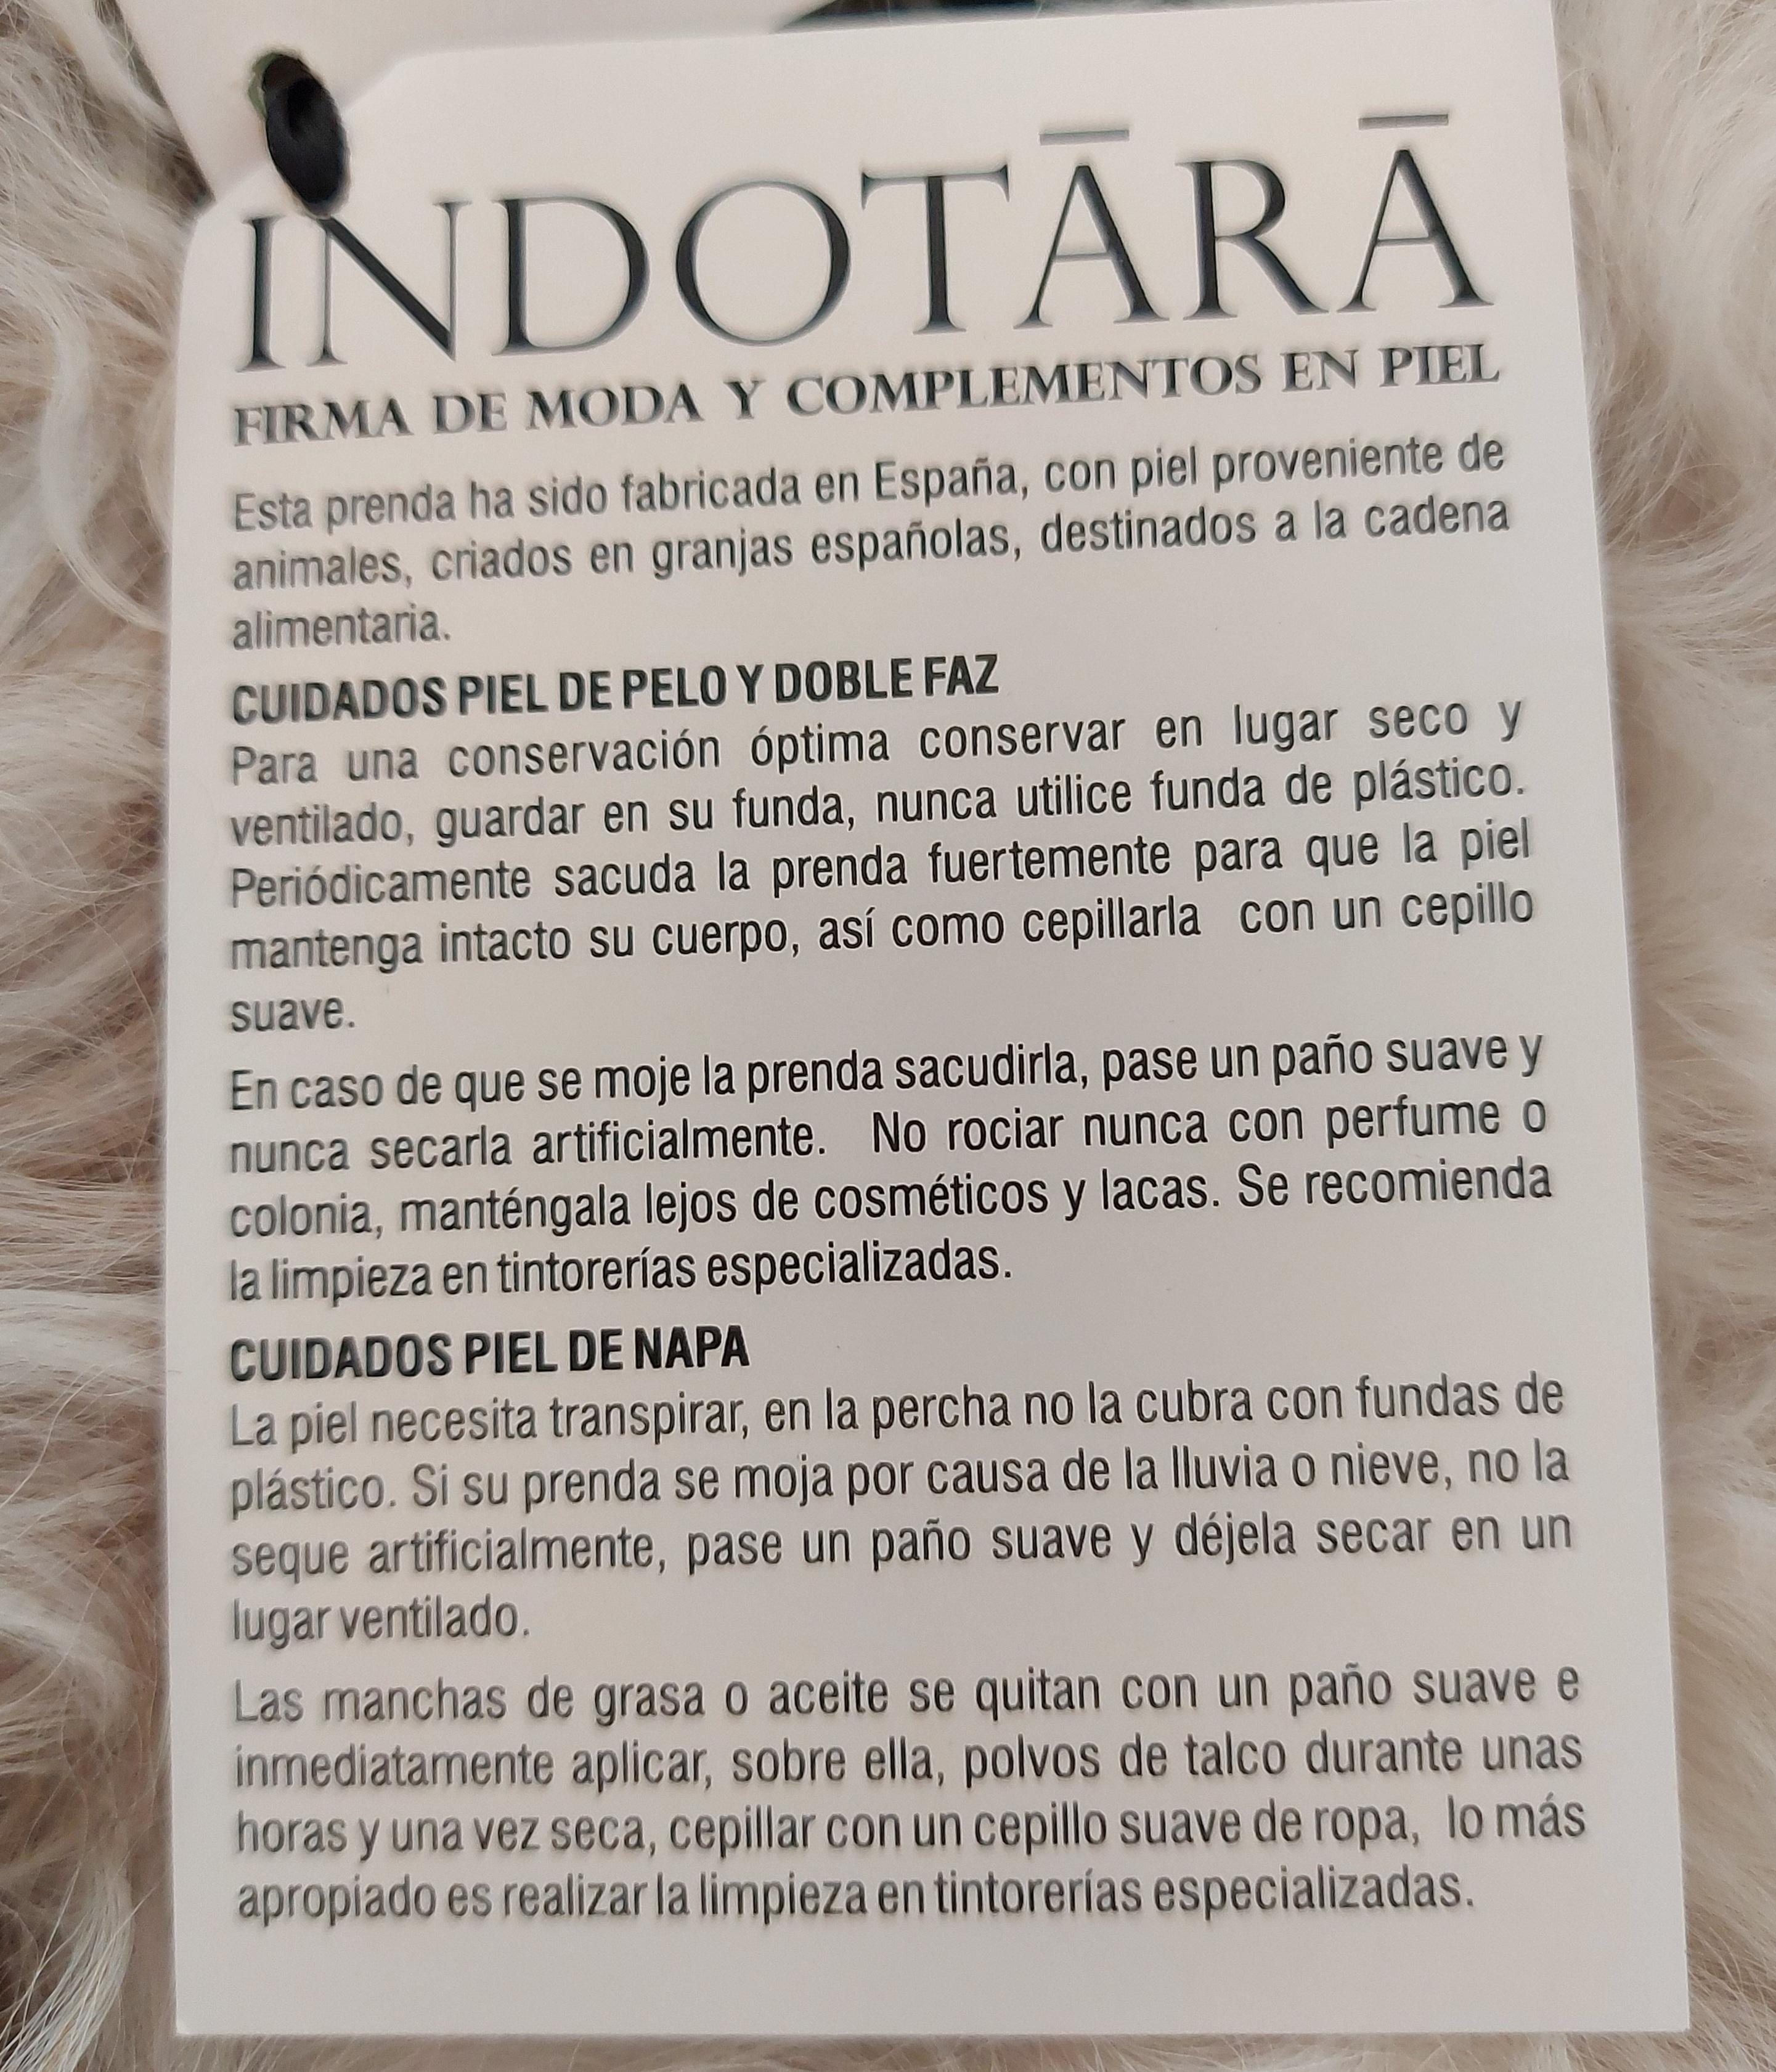 INDOTĀRĀ
FIRMA DE MODA Y COMPLEMENTOS EN PIEL
Esta prenda ha sido fabricada en España, con piel proveniente de
animales, criados en granjas españolas, destinados a la cadena
alimentaria.
CUIDADOS PIEL DE PELO Y DOBLE FAZ
Para una conservación óptima conservar en lugar seco y
ventilado, guardar en su funda, nunca utilice funda de plástico.
Periódicamente sacuda la prenda fuertemente para que la piel
mantenga intacto su cuerpo, así como cepillarla con un cepillo
suave.
En caso de que se moje la prenda sacudirla, pase un paño suave y
nunca secarla artificialmente. No rociar nunca con perfume o
colonia, manténgala lejos de cosméticos y lacas. Se recomienda
la limpieza en tintorerías especializadas.
CUIDADOS PIEL DE NAPA
La piel necesita transpirar, en la percha no la cubra con fundas de
plástico. Si su prenda se moja por causa de la lluvia o nieve, no la
seque artificialmente, pase un paño suave y déjela secar en un
lugar ventilado.
Las manchas de grasa o aceite se quitan con un paño suave e
inmediatamente aplicar, sobre ella, polvos de talco durante unas
horas y una vez seca, cepillar con un cepillo suave de ropa, lo más
apropiado es realizar la limpieza en tintorerías especializadas.